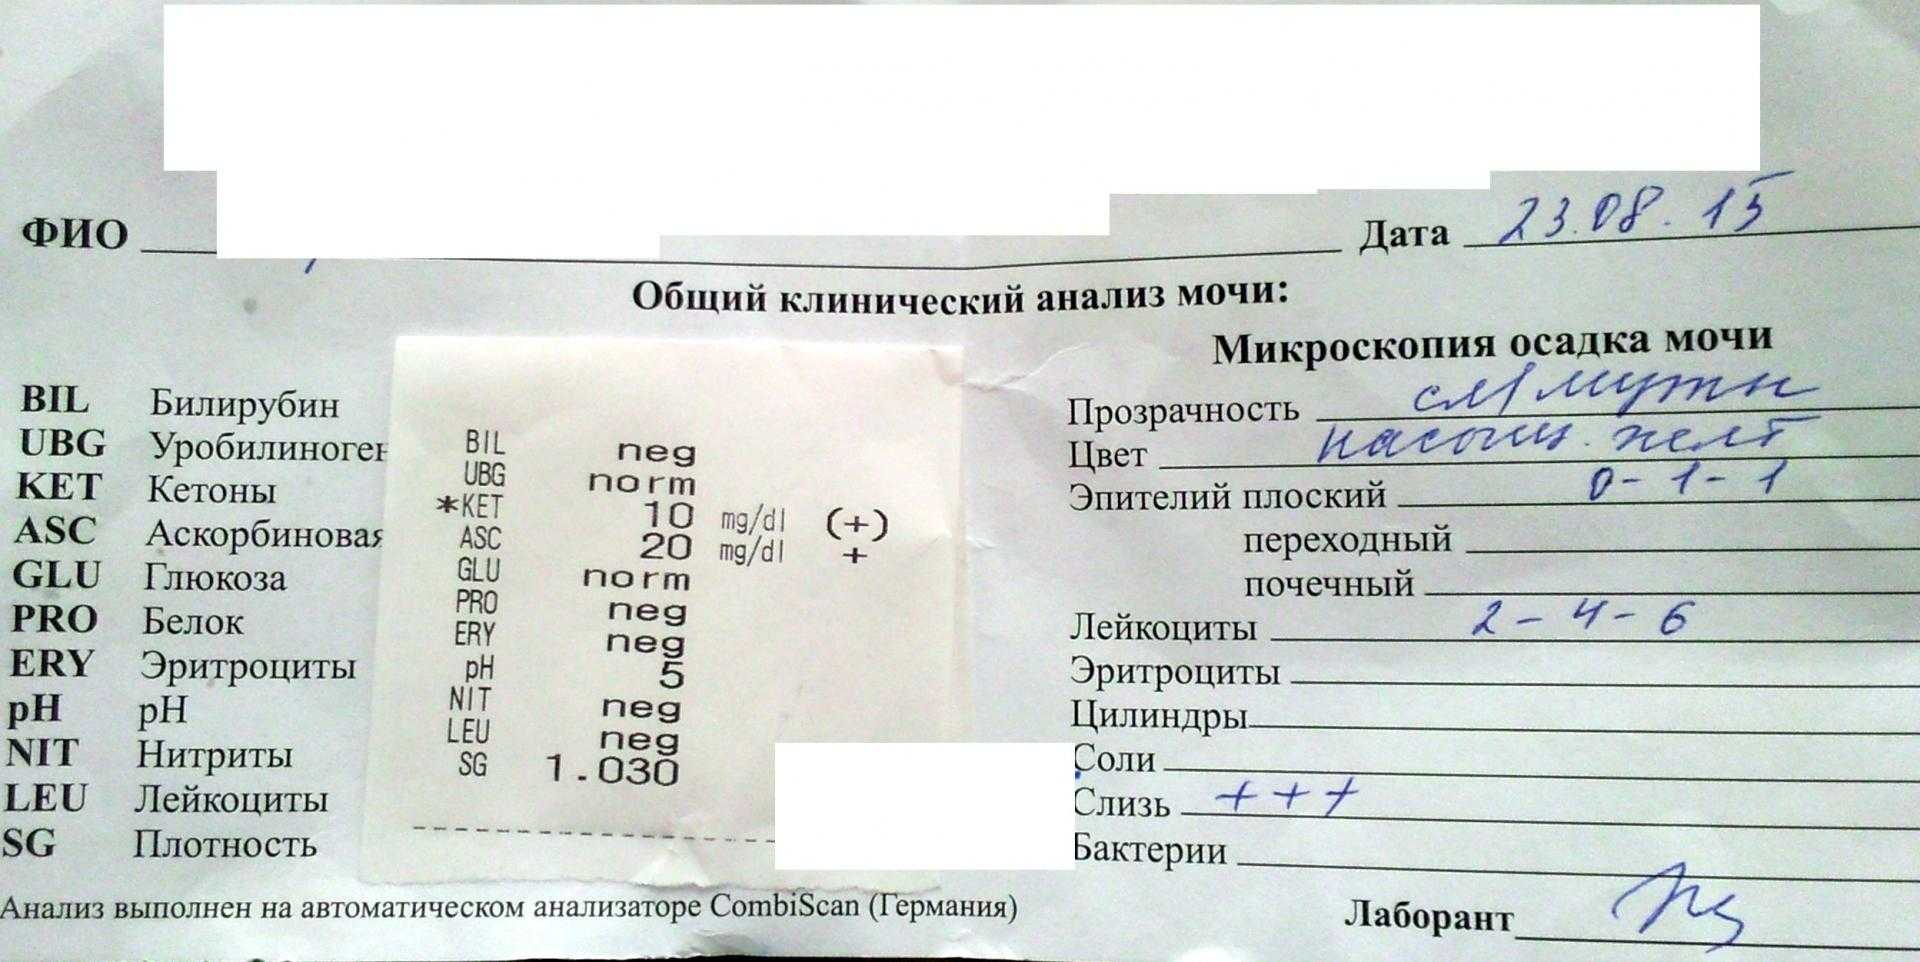 ФИО Дата 23.08.15
Общий клинический анализ мочи:
Микроскопия осадка мочи
BIL Билирубин
UBG Уробилиноген
KET Кетоны
ASC Аскорбиновая
GLU Глюкоза
PRO Белок
ERY Эритроциты
pH pH
NIT Нитриты
LEU Лейкоциты
SG Плотность
BIL neg
UBG norm
*KET 10 mg/dl (+)
ASC 20 mg/dl +
GLU norm
PRO neg
ERY neg
pH 5
NIT neg
LEU neg
SG 1.030
Прозрачность сл/мутн
Цвет насыщ. желт
Эпителий плоский 0-1-1
переходный
почечный
Лейкоциты 2-4-6
Эритроциты
Цилиндры
Соли
Слизь +++
Бактерии
Анализ выполнен на автоматическом анализаторе CombiScan (Германия)
Лаборант